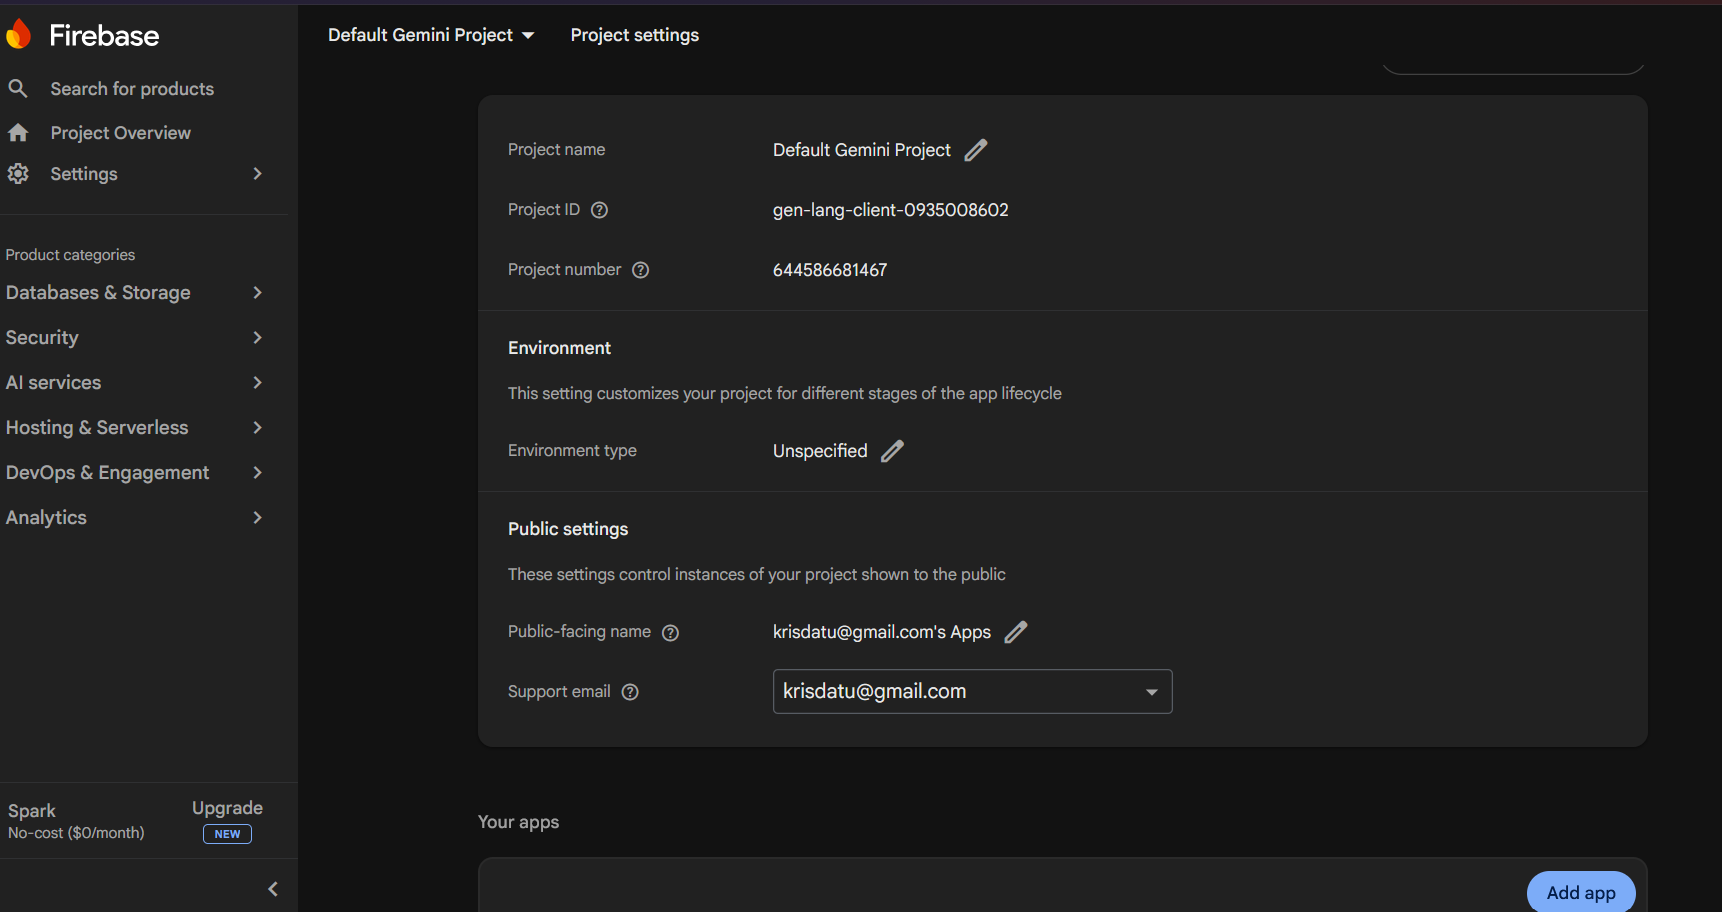 Firebase
Default Gemini Project
Project settings
Search for products
Project Overview
Settings
Product categories
Databases & Storage
Security
AI services
Hosting & Serverless
DevOps & Engagement
Analytics
Spark
No-cost ($0/month)
Upgrade
NEW
Project name
Default Gemini Project
Project ID
gen-lang-client-0935008602
Project number
644586681467
Environment
This setting customizes your project for different stages of the app lifecycle
Environment type
Unspecified
Public settings
These settings control instances of your project shown to the public
Public-facing name
krisdatu@gmail.com's Apps
Support email
krisdatu@gmail.com
Your apps
Add app